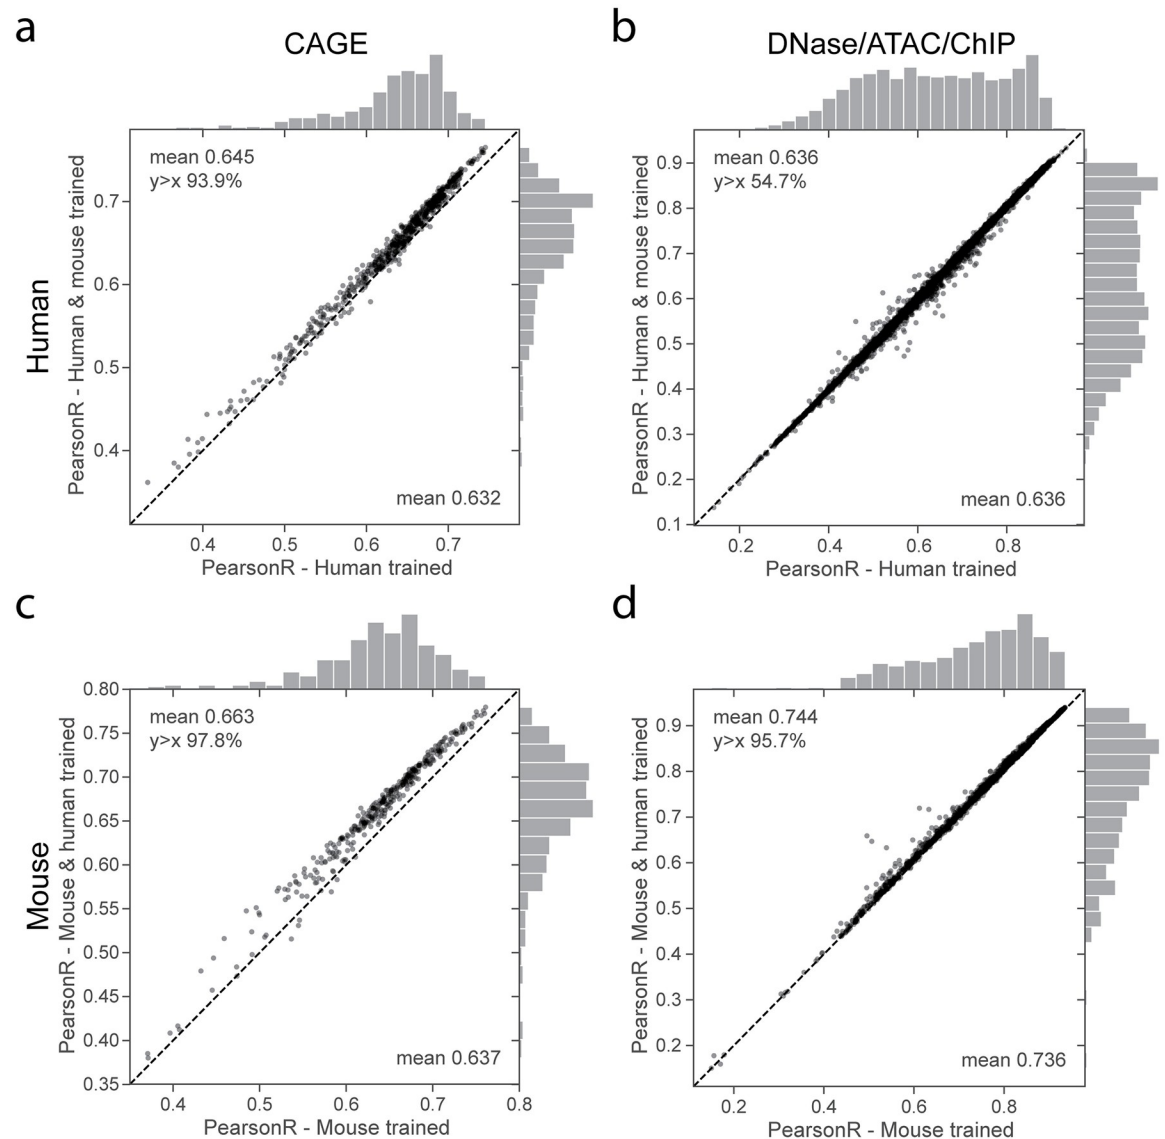 a
CAGE
b
DNase/ATAC/ChIP
Human
PearsonR - Human & mouse trained
mean 0.645
y>x 93.9%
0.7
0.6
0.5
0.4
mean 0.632
0.4 0.5 0.6 0.7
PearsonR - Human trained
PearsonR - Human & mouse trained
mean 0.636
y>x 54.7%
0.9
0.8
0.7
0.6
0.5
0.4
0.3
0.2
0.1
mean 0.636
0.2 0.4 0.6 0.8
PearsonR - Human trained
c
d
Mouse
PearsonR - Mouse & human trained
0.80
mean 0.663
y>x 97.8%
0.75
0.70
0.65
0.60
0.55
0.50
0.45
0.40
0.35
mean 0.637
0.4 0.5 0.6 0.7 0.8
PearsonR - Mouse trained
PearsonR - Mouse & human trained
mean 0.744
y>x 95.7%
0.9
0.8
0.7
0.6
0.5
0.4
0.3
0.2
mean 0.736
0.2 0.4 0.6 0.8
PearsonR - Mouse trained